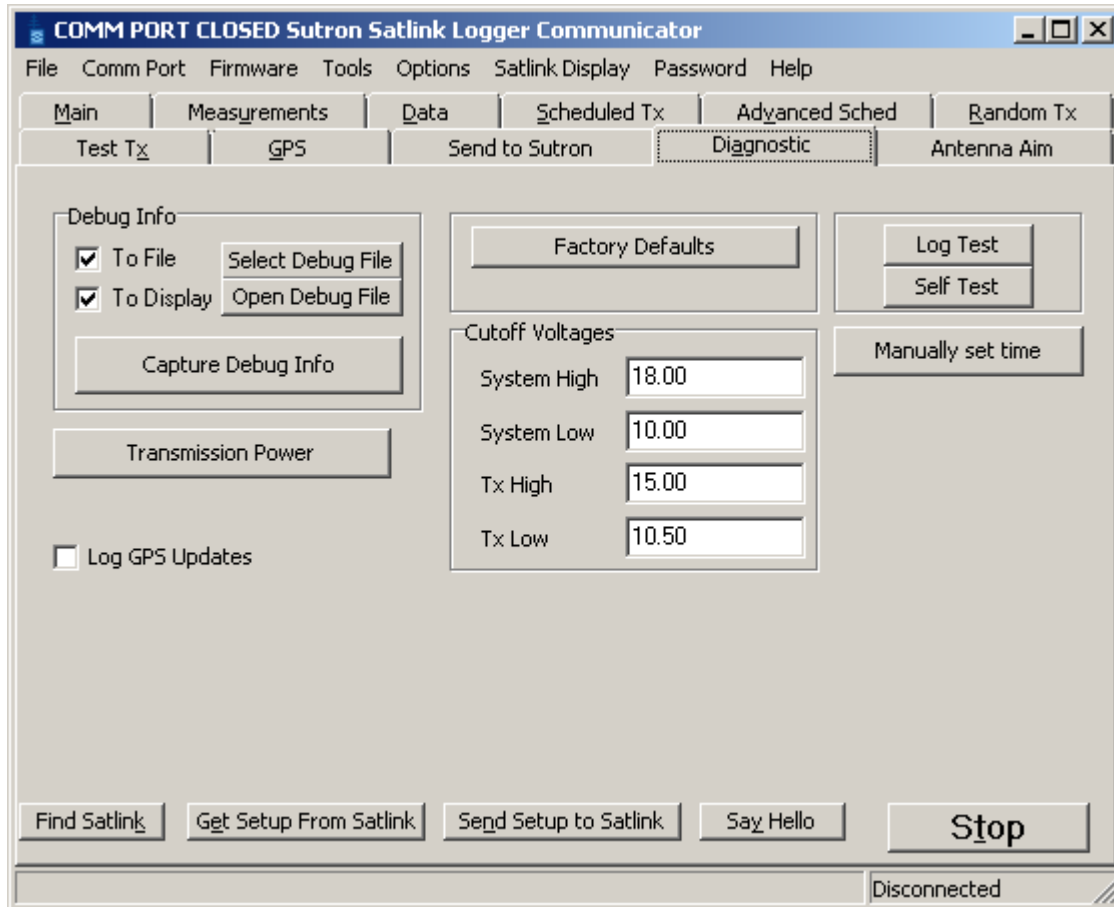 COMM PORT CLOSED Sutron Satlink Logger Communicator
File Comm Port Firmware Tools Options Satlink Display Password Help
Main Measurements Data Scheduled Tx Advanced Sched Random Tx
Test Tx GPS Send to Sutron Diagnostic Antenna Aim
Debug Info
To File Select Debug File
To Display Open Debug File
Capture Debug Info
Transmission Power
Log GPS Updates
Factory Defaults
Cutoff Voltages
System High 18.00
System Low 10.00
Tx High 15.00
Tx Low 10.50
Log Test
Self Test
Manually set time
Find Satlink Get Setup From Satlink Send Setup to Satlink Say Hello Stop
Disconnected